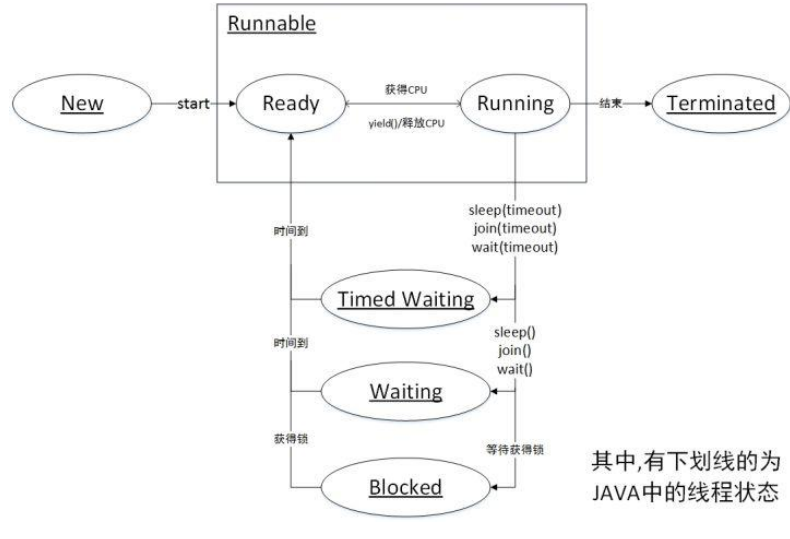 Runnable
New
start
Ready
获得CPU
yield()/释放CPU
Running
结束
Terminated
sleep(timeout)
join(timeout)
wait(timeout)
时间到
Timed Waiting
sleep()
join()
wait()
时间到
Waiting
获得锁
等待获得锁
Blocked
其中,有下划线的为
JAVA中的线程状态